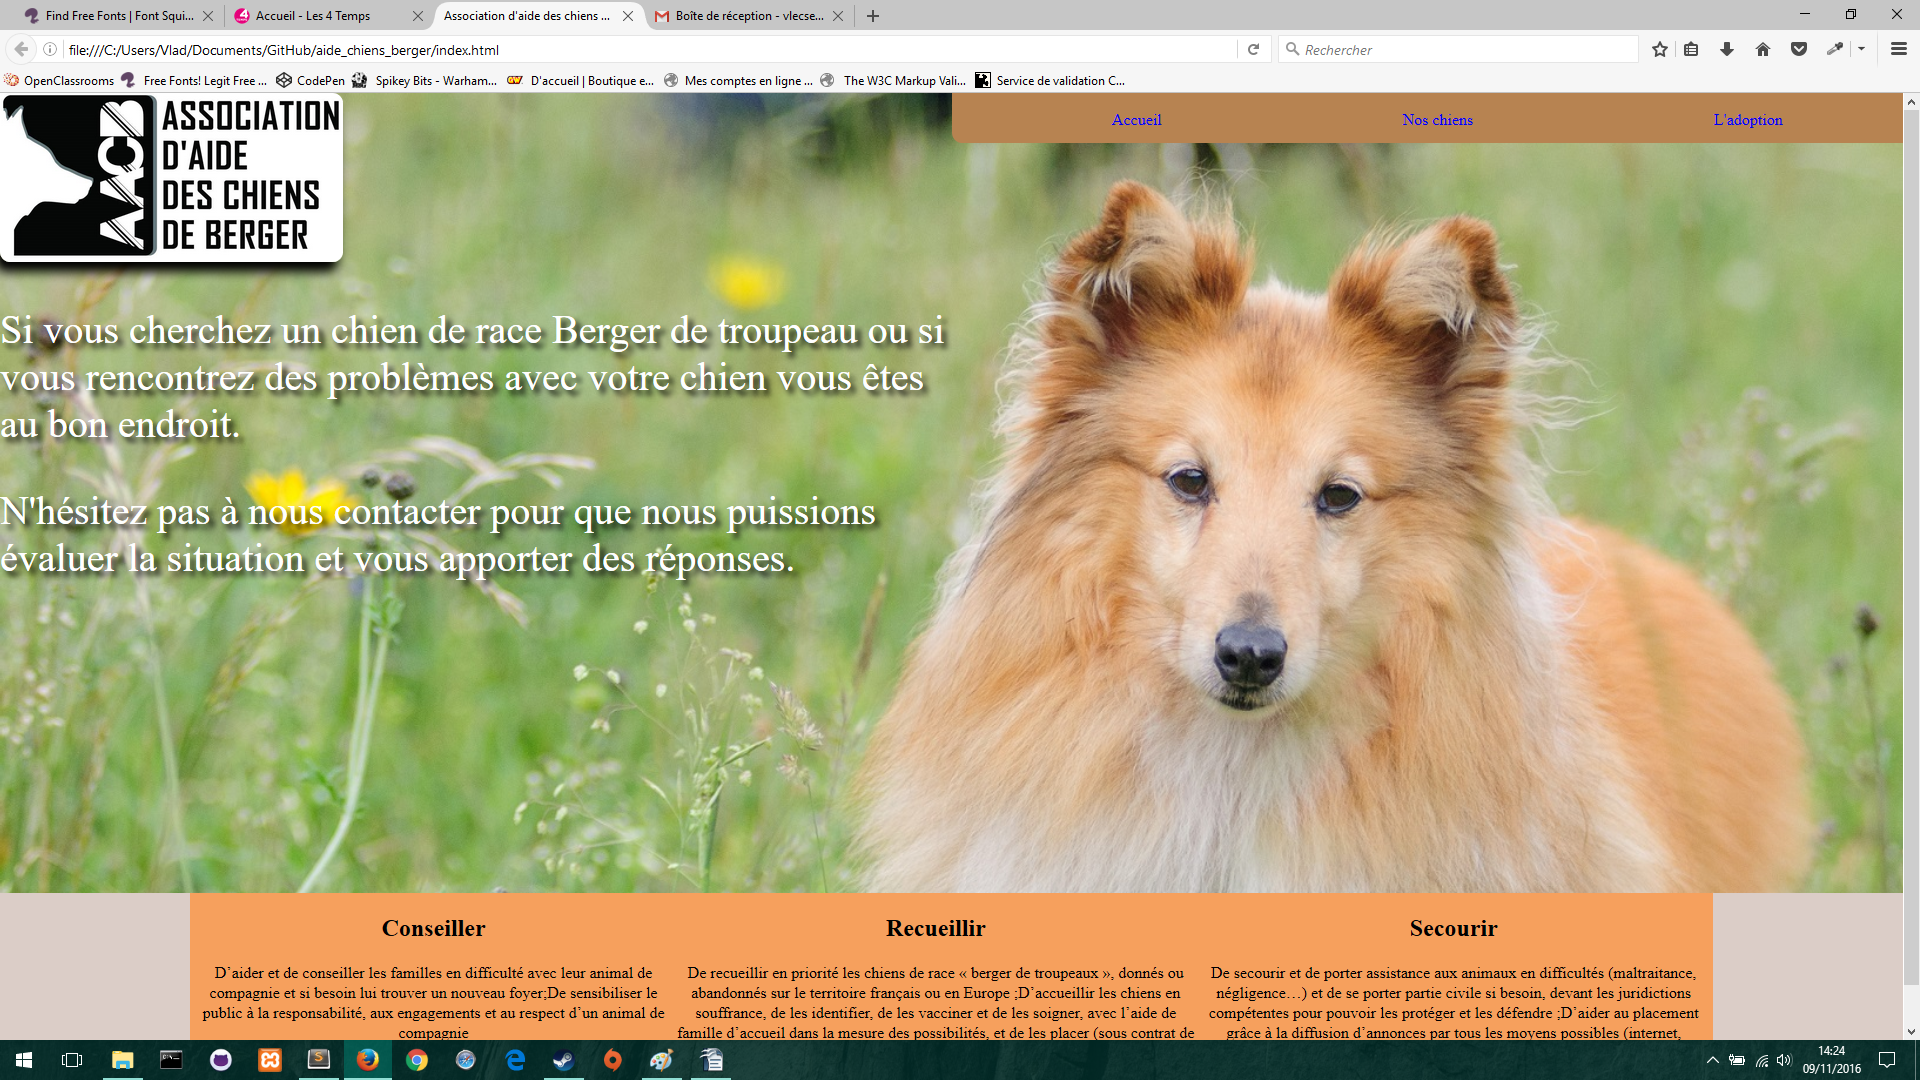 Find Free Fonts | Font Squi...
Accueil - Les 4 Temps
Association d'aide des chiens ...
Boîte de réception - vlecse...
file:///C:/Users/Vlad/Documents/GitHub/aide_chiens_berger/index.html
Rechercher
OpenClassrooms
Free Fonts! Legit Free ...
CodePen
Spikey Bits - Warham...
D'accueil | Boutique e...
Mes comptes en ligne ...
The W3C Markup Vali...
Service de validation C...
AACB
ASSOCIATION
D'AIDE
DES CHIENS
DE BERGER
Accueil
Nos chiens
L'adoption
Si vous cherchez un chien de race Berger de troupeau ou si
vous rencontrez des problèmes avec votre chien vous êtes
au bon endroit.
N'hésitez pas à nous contacter pour que nous puissions
évaluer la situation et vous apporter des réponses.
Conseiller
D’aider et de conseiller les familles en difficulté avec leur animal de
compagnie et si besoin lui trouver un nouveau foyer;De sensibiliser le
public à la responsabilité, aux engagements et au respect d’un animal de
compagnie
Recueillir
De recueillir en priorité les chiens de race « berger de troupeaux », donnés ou
abandonnés sur le territoire français ou en Europe ;D’accueillir les chiens en
souffrance, de les identifier, de les vacciner et de les soigner, avec l’aide de
famille d’accueil dans la mesure des possibilités, et de les placer (sous contrat de
Secourir
De secourir et de porter assistance aux animaux en difficultés (maltraitance,
négligence…) et de se porter partie civile si besoin, devant les juridictions
compétentes pour pouvoir les protéger et les défendre ;D’aider au placement
grâce à la diffusion d’annonces par tous les moyens possibles (internet,
14:24
09/11/2016